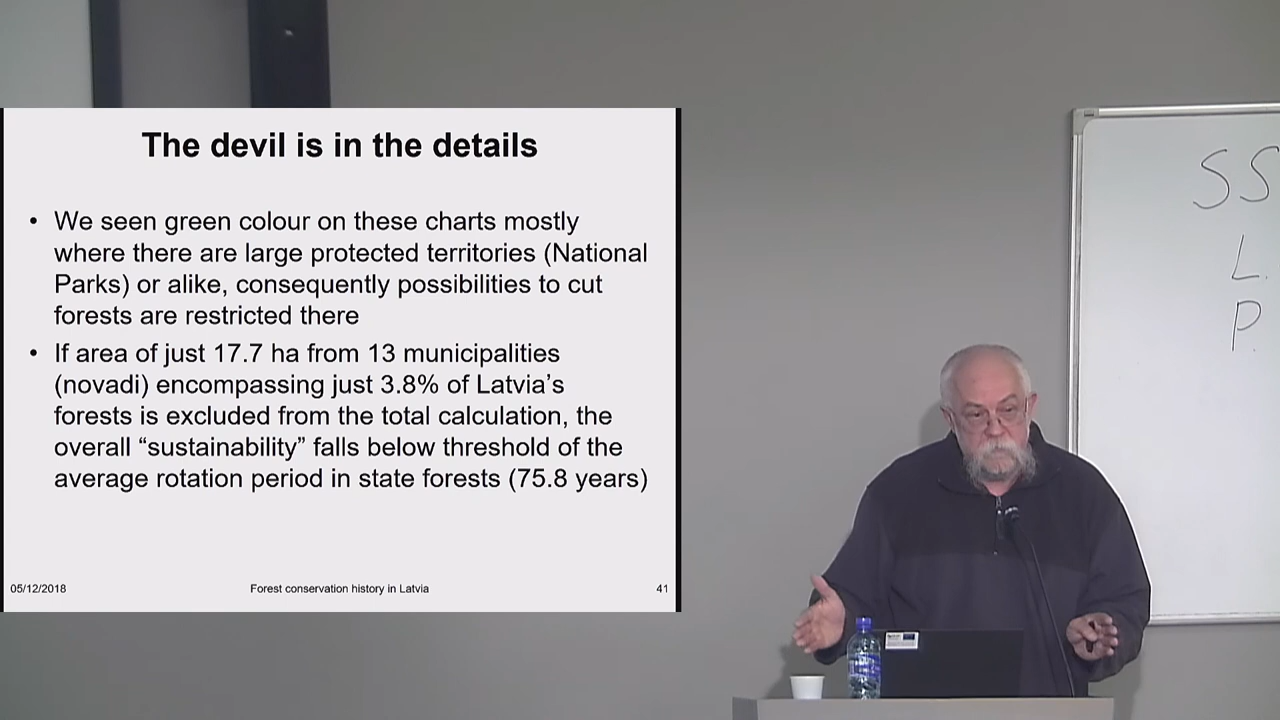 The devil is in the details
• We seen green colour on these charts mostly
where there are large protected territories (National
Parks) or alike, consequently possibilities to cut
forests are restricted there
• If area of just 17.7 ha from 13 municipalities
(novadi) encompassing just 3.8% of Latvia's
forests is excluded from the total calculation, the
overall “sustainability” falls below threshold of the
average rotation period in state forests (75.8 years)
05/12/2018 Forest conservation history in Latvia 41
SS
L.
P.